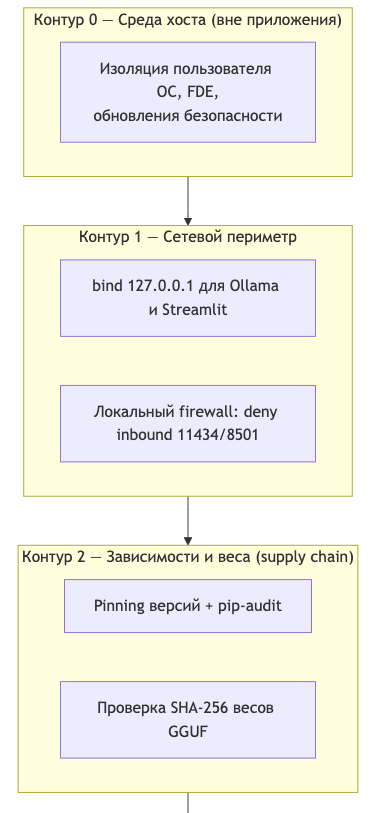 Контур 0 — Среда хоста (вне приложения)
Изоляция пользователя
ОС, FDE,
обновления безопасности
Контур 1 — Сетевой периметр
bind 127.0.0.1 для Ollama
и Streamlit
Локальный firewall: deny
inbound 11434/8501
Контур 2 — Зависимости и веса (supply chain)
Pinning версий + pip-audit
Проверка SHA-256 весов
GGUF